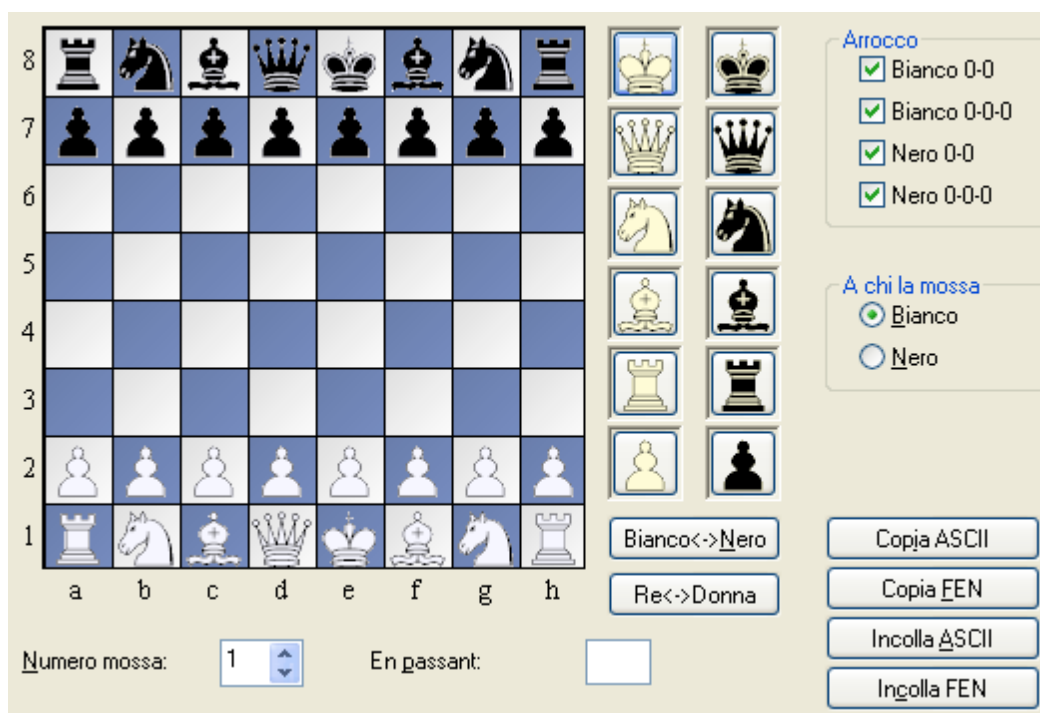 8
7
6
5
4
3
2
1
a b c d e f g h
Numero mossa: 1
En passant:
Bianco<->Nero
Re<->Donna
Arrocco
Bianco 0-0
Bianco 0-0-0
Nero 0-0
Nero 0-0-0
A chi la mossa
Bianco
Nero
Copia ASCII
Copia FEN
Incolla ASCII
Incolla FEN